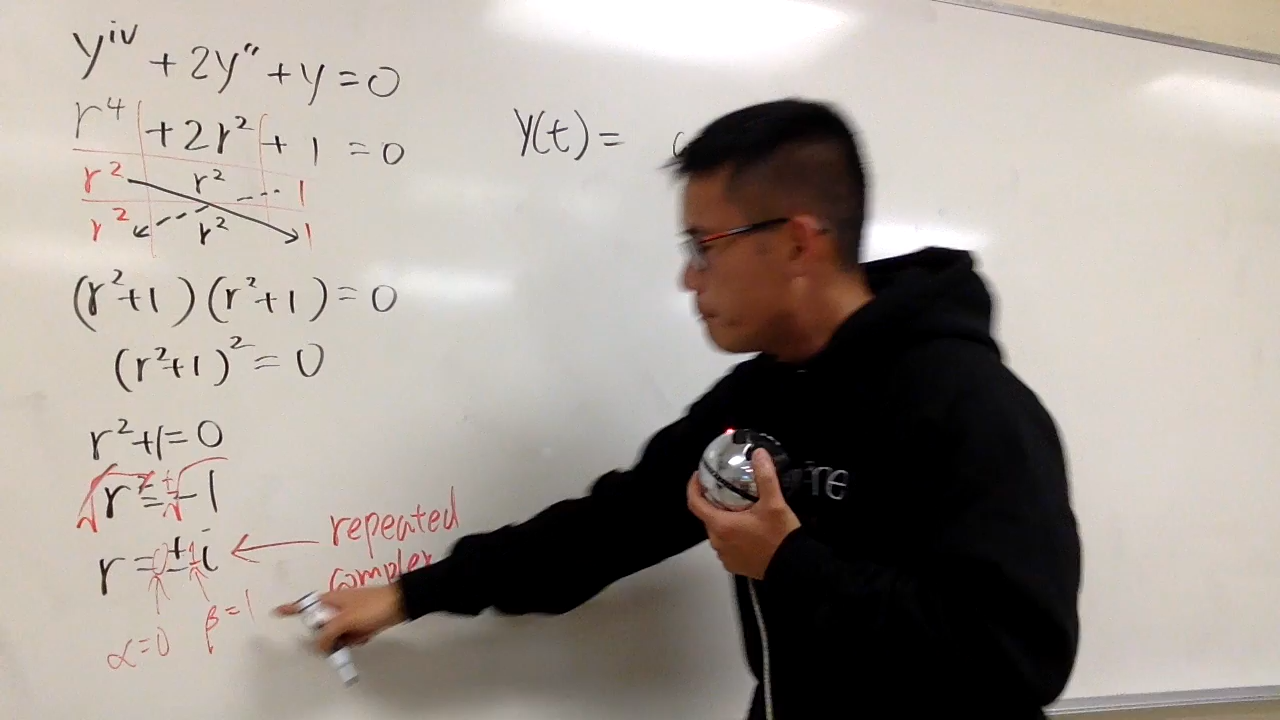 y^iv + 2y'' + y = 0
r^4 + 2r^2 + 1 = 0
r^2 r^2 1
r^2 r^2 1
(r^2+1)(r^2+1) = 0
(r^2+1)^2 = 0
r^2+1=0
√r^2 = ±√-1
r = 0 ± 1i ← repeated
complex
α=0 β=1
y(t) =